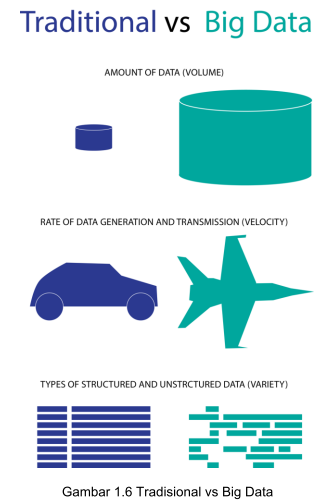 Traditional vs Big Data
AMOUNT OF DATA (VOLUME)
RATE OF DATA GENERATION AND TRANSMISSION (VELOCITY)
TYPES OF STRUCTURED AND UNSTRCTURED DATA (VARIETY)
Gambar 1.6 Tradisional vs Big Data